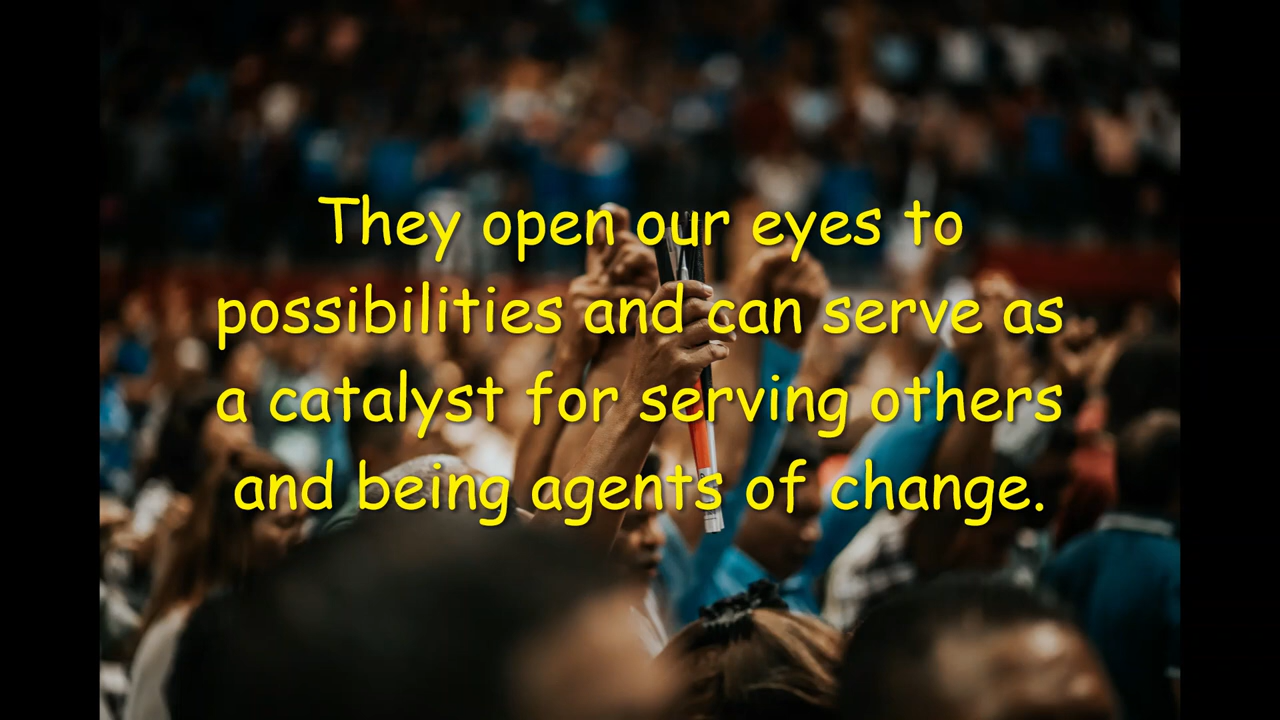 They open our eyes to
possibilities and can serve as
a catalyst for serving others
and being agents of change.